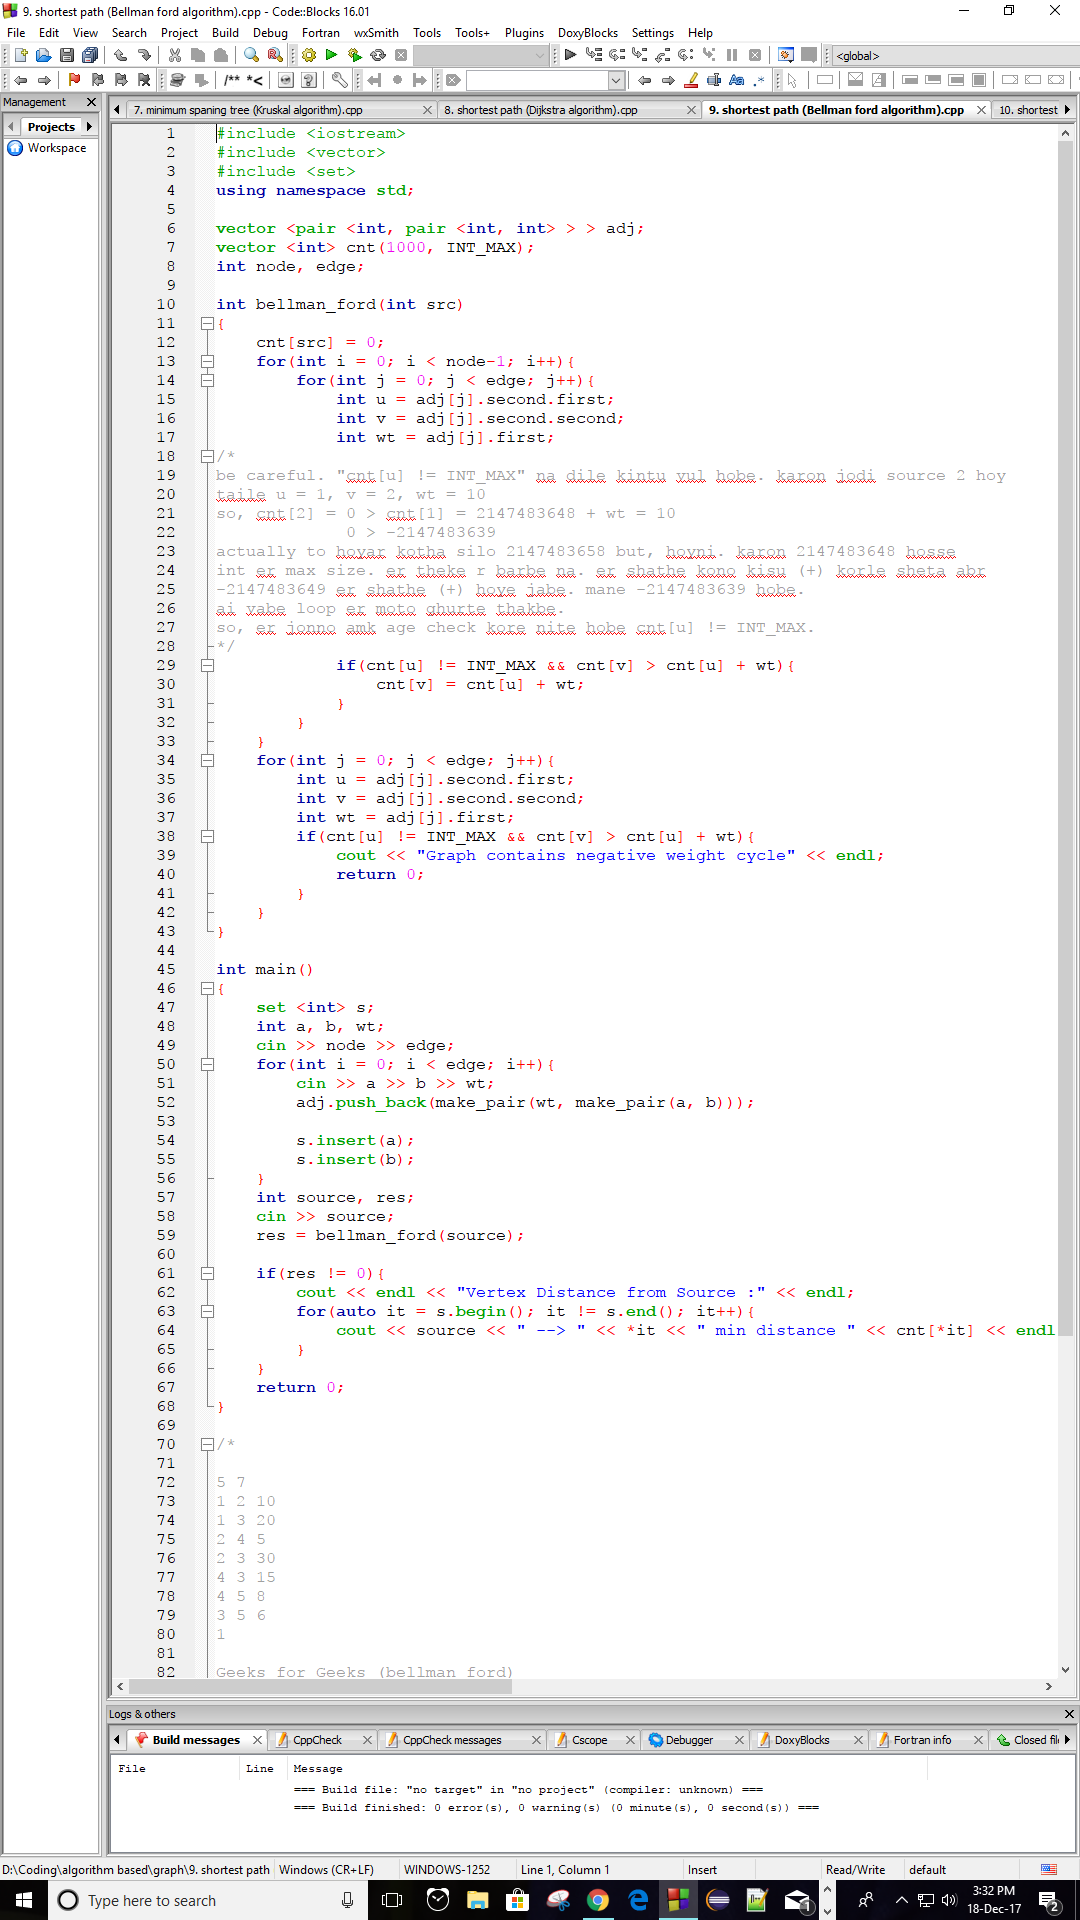 9. shortest path (Bellman ford algorithm).cpp - Code::Blocks 16.01
File Edit View Search Project Build Debug Fortran wxSmith Tools Tools+ Plugins DoxyBlocks Settings Help
<global>
/** *<
Management
7. minimum spaning tree (Kruskal algorithm).cpp 8. shortest path (Dijkstra algorithm).cpp 9. shortest path (Bellman ford algorithm).cpp 10. shortest
Projects
Workspace
1 #include <iostream>
2 #include <vector>
3 #include <set>
4 using namespace std;
5
6 vector <pair <int, pair <int, int> > > adj;
7 vector <int> cnt(1000, INT_MAX);
8 int node, edge;
9
10 int bellman_ford(int src)
11 {
12 cnt[src] = 0;
13 for(int i = 0; i < node-1; i++){
14 for(int j = 0; j < edge; j++){
15 int u = adj[j].second.first;
16 int v = adj[j].second.second;
17 int wt = adj[j].first;
18 /*
19 be careful. "cnt[u] != INT_MAX" na dile kintu vul hobe. karon jodi source 2 hoy
20 taile u = 1, v = 2, wt = 10
21 so, cnt[2] = 0 > cnt[1] = 2147483648 + wt = 10
22 0 > -2147483639
23 actually to hovar kotha silo 2147483658 but, hovni. karon 2147483648 hosse
24 int er max size. er theke r barbe na. er shathe kono kisu (+) korle sheta abr
25 -2147483649 er shathe (+) hove jabe. mane -2147483639 hobe.
26 ai vabe loop er moto ghurte thakbe.
27 so, er jonno amk age check kore nite hobe cnt[u] != INT_MAX.
28 */
29 if(cnt[u] != INT_MAX && cnt[v] > cnt[u] + wt){
30 cnt[v] = cnt[u] + wt;
31 }
32 }
33 }
34 for(int j = 0; j < edge; j++){
35 int u = adj[j].second.first;
36 int v = adj[j].second.second;
37 int wt = adj[j].first;
38 if(cnt[u] != INT_MAX && cnt[v] > cnt[u] + wt){
39 cout << "Graph contains negative weight cycle" << endl;
40 return 0;
41 }
42 }
43 }
44
45 int main()
46 {
47 set <int> s;
48 int a, b, wt;
49 cin >> node >> edge;
50 for(int i = 0; i < edge; i++){
51 cin >> a >> b >> wt;
52 adj.push_back(make_pair(wt, make_pair(a, b)));
53
54 s.insert(a);
55 s.insert(b);
56 }
57 int source, res;
58 cin >> source;
59 res = bellman_ford(source);
60
61 if(res != 0){
62 cout << endl << "Vertex Distance from Source :" << endl;
63 for(auto it = s.begin(); it != s.end(); it++){
64 cout << source << " --> " << *it << " min distance " << cnt[*it] << endl
65 }
66 }
67 return 0;
68 }
69
70 /*
71
72 5 7
73 1 2 10
74 1 3 20
75 2 4 5
76 2 3 30
77 4 3 15
78 4 5 8
79 3 5 6
80 1
81
82 Geeks for Geeks (bellman ford)
Logs & others
Build messages CppCheck CppCheck messages Cscope Debugger DoxyBlocks Fortran info Closed file
File Line Message
=== Build file: "no target" in "no project" (compiler: unknown) ===
=== Build finished: 0 error(s), 0 warning(s) (0 minute(s), 0 second(s)) ===
D:\Coding\algorithm based\graph\9. shortest path Windows (CR+LF) WINDOWS-1252 Line 1, Column 1 Insert Read/Write default
Type here to search
3:32 PM
18-Dec-17